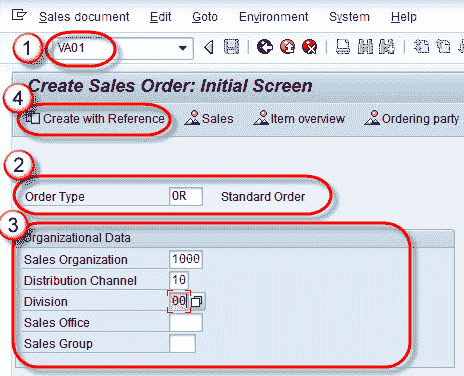 Sales document Edit Goto Environment System Help
1 VA01
Create Sales Order: Initial Screen
4
Create with Reference Sales Item overview Ordering party
2
Order Type OR Standard Order
3
Organizational Data
Sales Organization 1000
Distribution Channel 10
Division 00
Sales Office
Sales Group